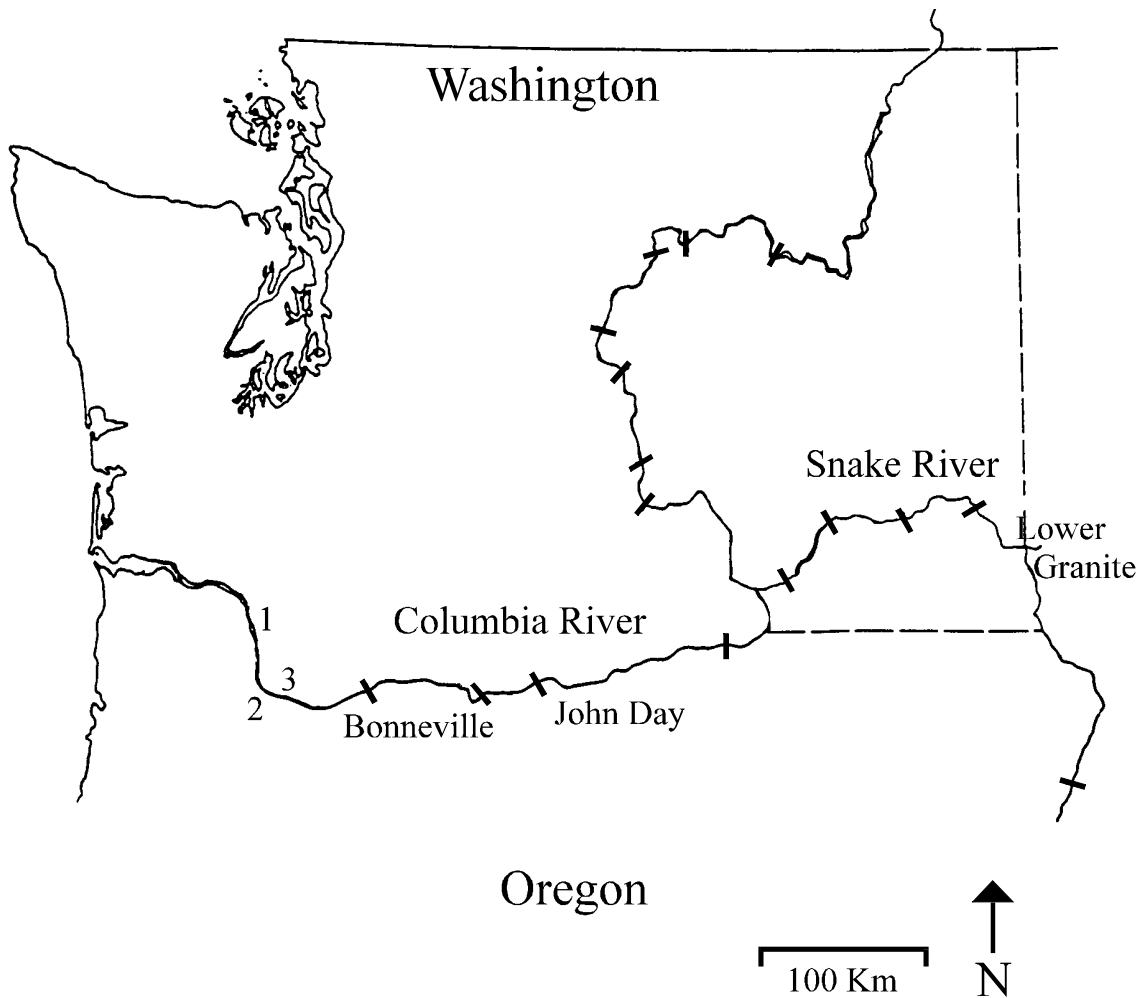 Washington
Snake River
Lower
Granite
1
Columbia River
3
2
Bonneville
John Day
Oregon
100 Km
N